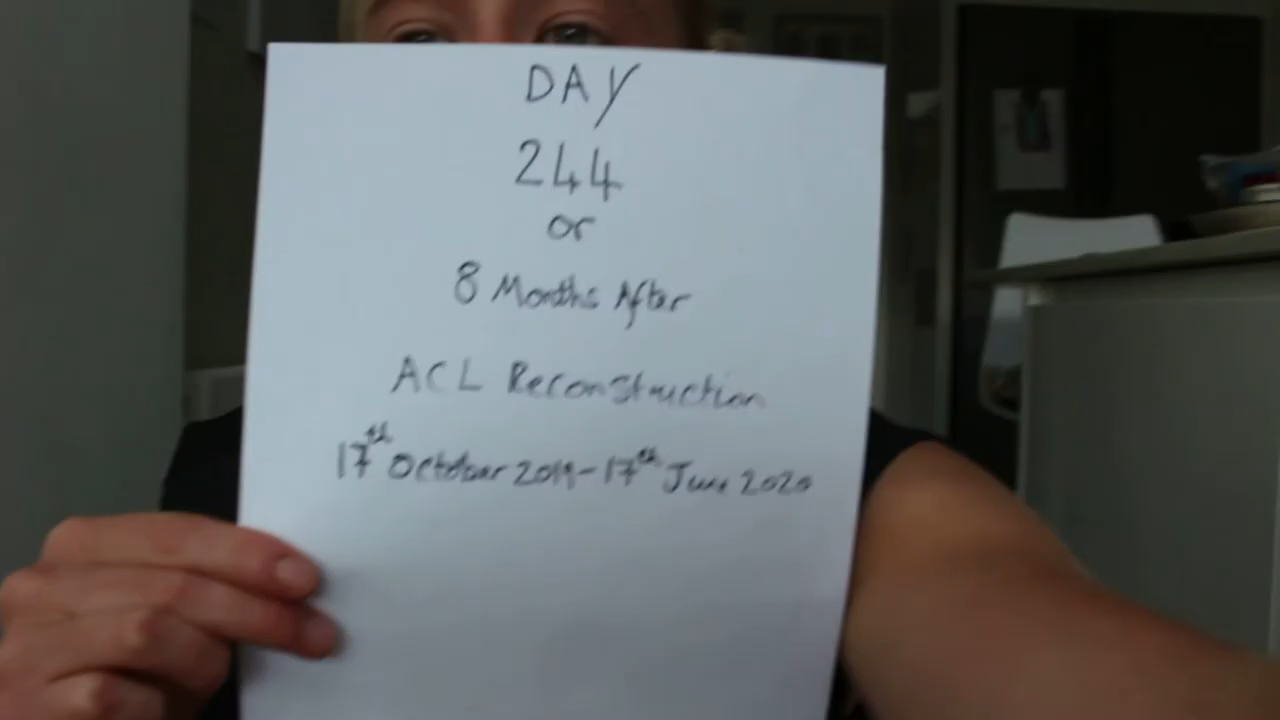 DAY
244
or
8 Months After
ACL Reconstruction
17th October 2019-17th June 2020